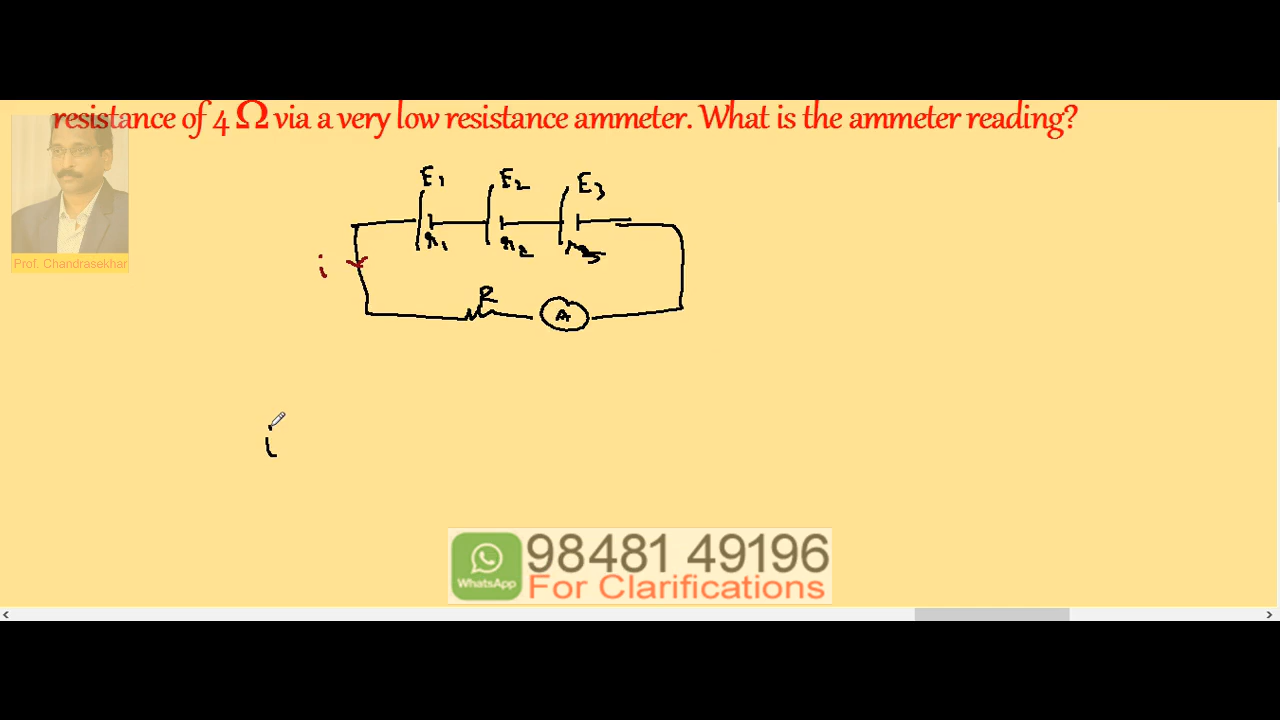 resistance of 4 Ω via a very low resistance ammeter. What is the ammeter reading?
E₁ E₂ E₃
r₁ r₂ r₃
i
R
A
Prof. Chandrasekhar
i
98481 49196
WhatsApp
For Clarifications